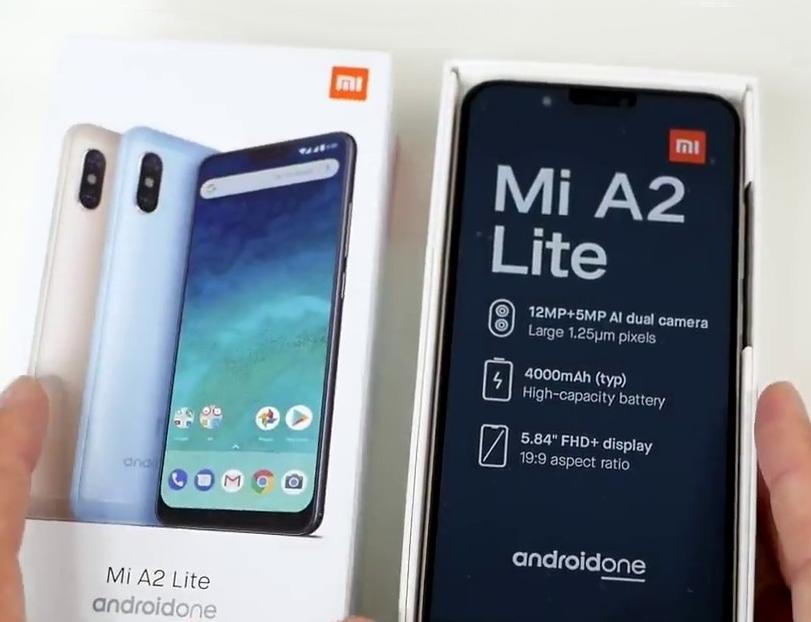 mi
andr
Mi A2 Lite
androidone
mi
Mi A2
Lite
12MP+5MP AI dual camera
Large 1.25μm pixels
4000mAh (typ)
High-capacity battery
5.84" FHD+ display
19:9 aspect ratio
androidone